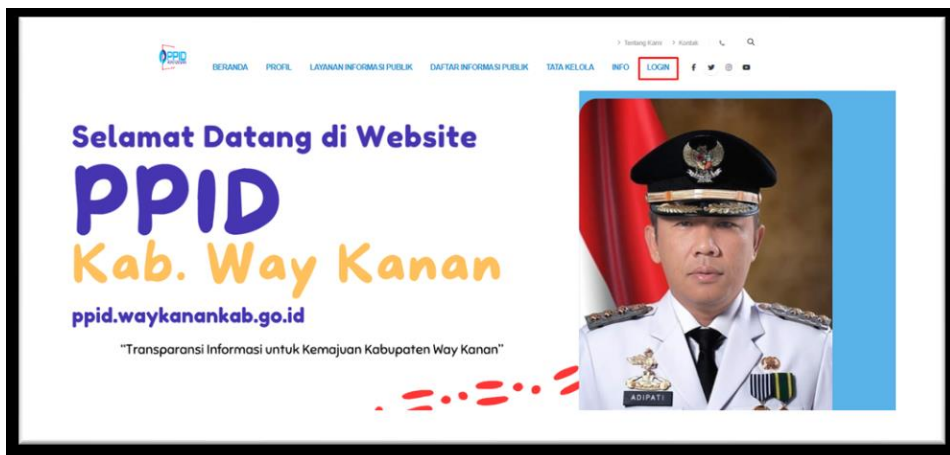 > Tentang Kami > Kontak
PPID
BERANDA PROFIL LAYANAN INFORMASI PUBLIK DAFTAR INFORMASI PUBLIK TATA KELOLA INFO LOGIN
Selamat Datang di Website
PPID
Kab. Way Kanan
ppid.waykanankab.go.id
"Transparansi Informasi untuk Kemajuan Kabupaten Way Kanan"
ADIPATI